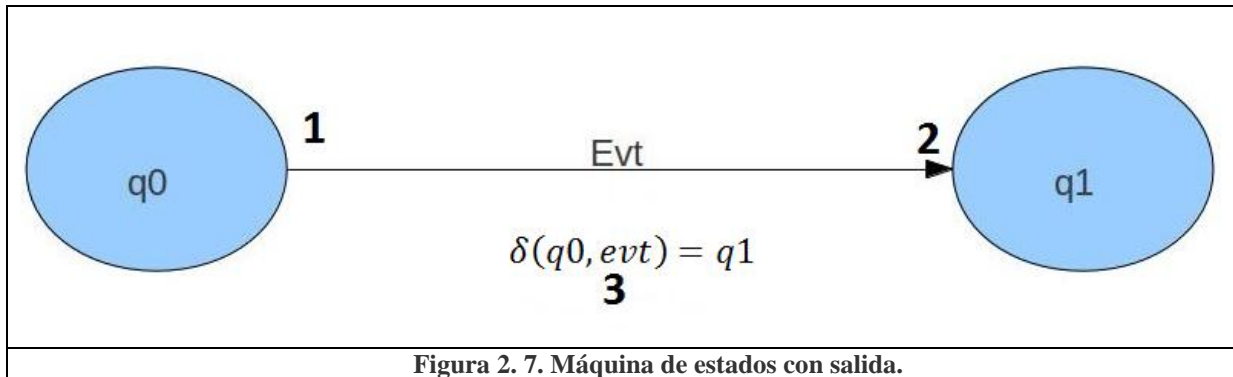 1
2
Evt
q0
q1
δ(q0, evt) = q1
3
Figura 2. 7. Máquina de estados con salida.